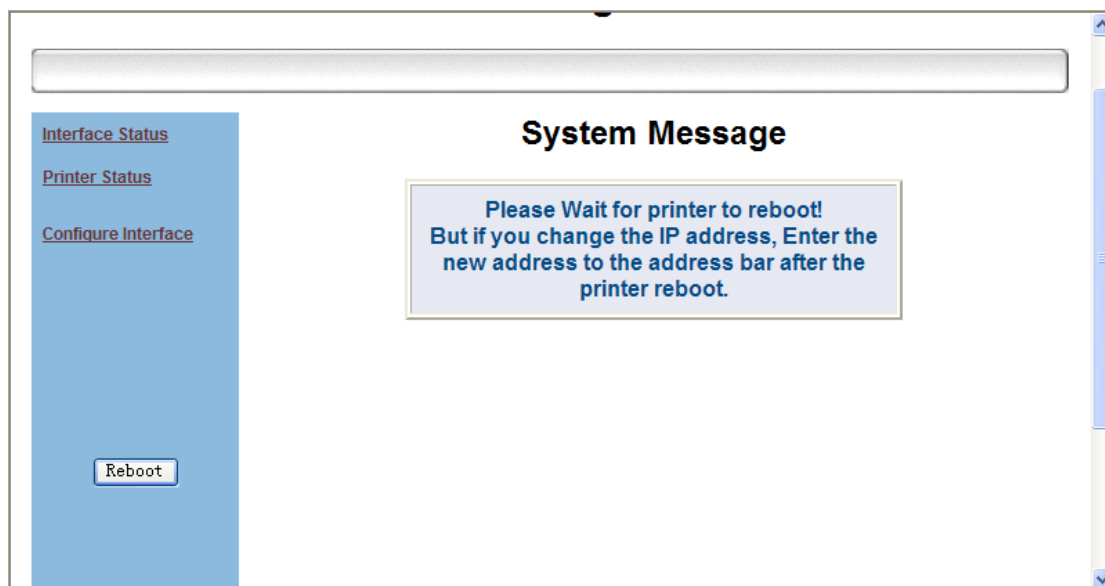 Interface Status
Printer Status
Configure Interface
Reboot
System Message
Please Wait for printer to reboot!
But if you change the IP address, Enter the
new address to the address bar after the
printer reboot.